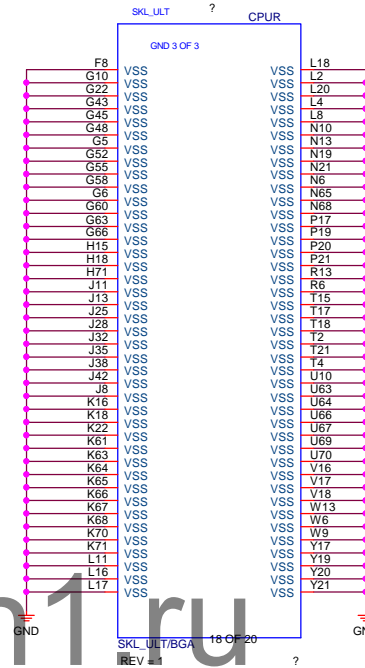 SKL_ULT ? CPUR
GND 3 OF 3
F8 VSS VSS L18
G10 VSS VSS L2
G22 VSS VSS L20
G43 VSS VSS L4
G45 VSS VSS L8
G48 VSS VSS N10
G5 VSS VSS N13
G52 VSS VSS N19
G55 VSS VSS N21
G58 VSS VSS N6
G6 VSS VSS N65
G60 VSS VSS N68
G63 VSS VSS P17
G66 VSS VSS P19
H15 VSS VSS P20
H18 VSS VSS P21
H71 VSS VSS R13
J11 VSS VSS R6
J13 VSS VSS T15
J25 VSS VSS T17
J28 VSS VSS T18
J32 VSS VSS T2
J35 VSS VSS T21
J38 VSS VSS T4
J42 VSS VSS U10
J8 VSS VSS U63
K16 VSS VSS U64
K18 VSS VSS U66
K22 VSS VSS U67
K61 VSS VSS U69
K63 VSS VSS U70
K64 VSS VSS V16
K65 VSS VSS V17
K66 VSS VSS V18
K67 VSS VSS W13
K68 VSS VSS W6
K70 VSS VSS W9
K71 VSS VSS Y17
L11 VSS VSS Y19
L16 VSS VSS Y20
L17 VSS VSS Y21
GND
SKL_ULT/BGA 18 OF 20
REV = 1 ?
n1.ru